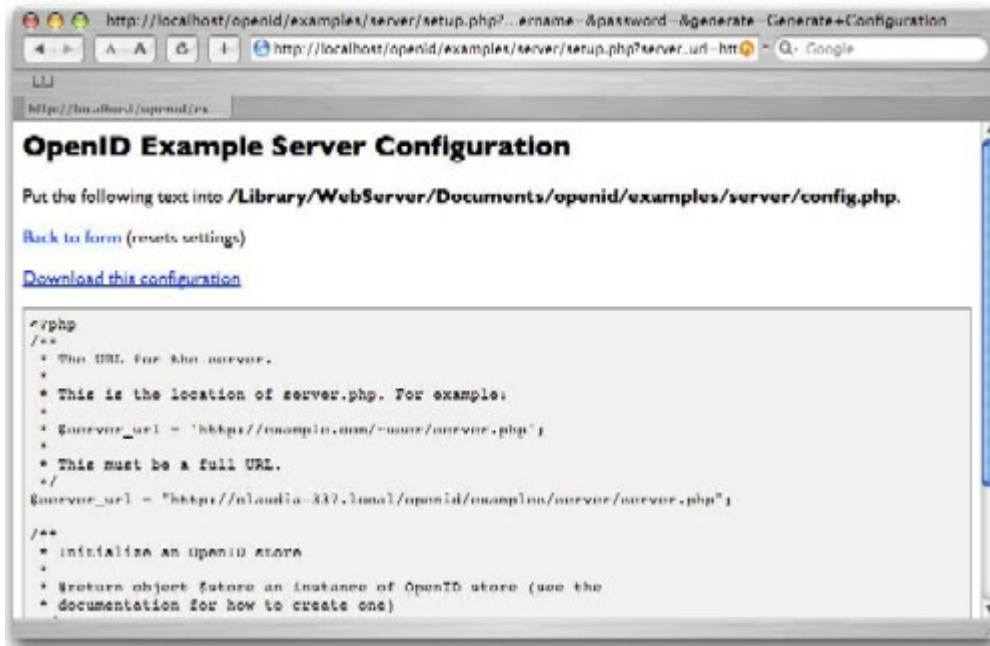 http://localhost/openid/examples/server/setup.php?...ername=&password=&generate=Generate+Configuration
A A
http://localhost/openid/examples/server/setup.php?server_url=htt
Google
http://localhost/openid/ex...
OpenID Example Server Configuration
Put the following text into /Library/WebServer/Documents/openid/examples/server/config.php.
Back to form (resets settings)
Download this configuration
<?php
/**
* The URL for the server.
*
* This is the location of server.php. For example:
*
* $server_url = 'http://example.com/~user/server.php';
*
* This must be a full URL.
*/
$server_url = "http://claudia-337.local/openid/examples/server/server.php";
/**
* Initialize an OpenID store
*
* @return object $store an instance of OpenID store (see the
* documentation for how to create one)